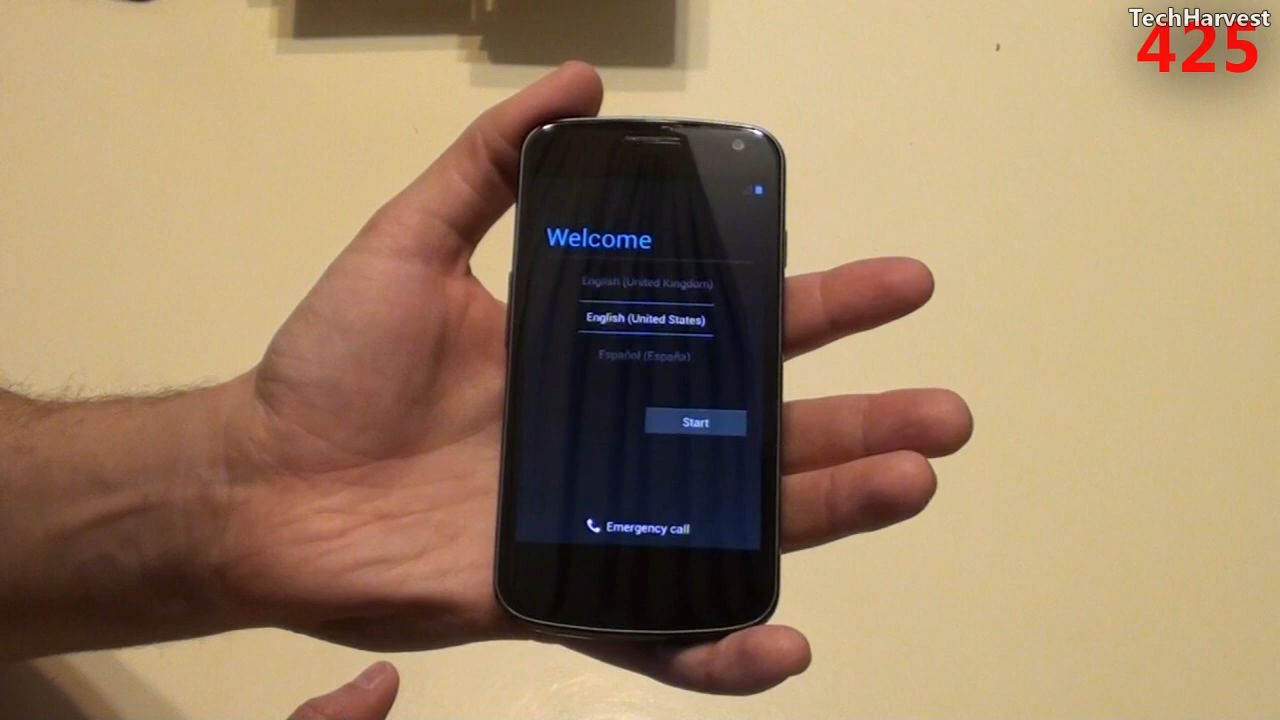 TechHarvest
425
Welcome
English (United Kingdom)
English (United States)
Español (España)
Start
Emergency call